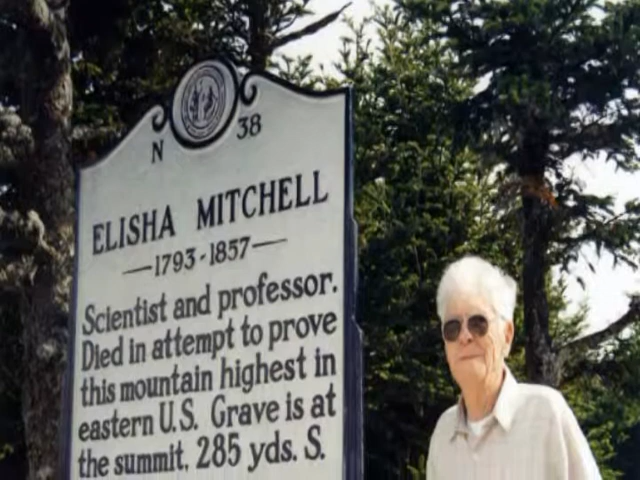 N 38
ELISHA MITCHELL
—1793-1857—
Scientist and professor.
Died in attempt to prove
this mountain highest in
eastern U.S. Grave is at
the summit. 285 yds. S.